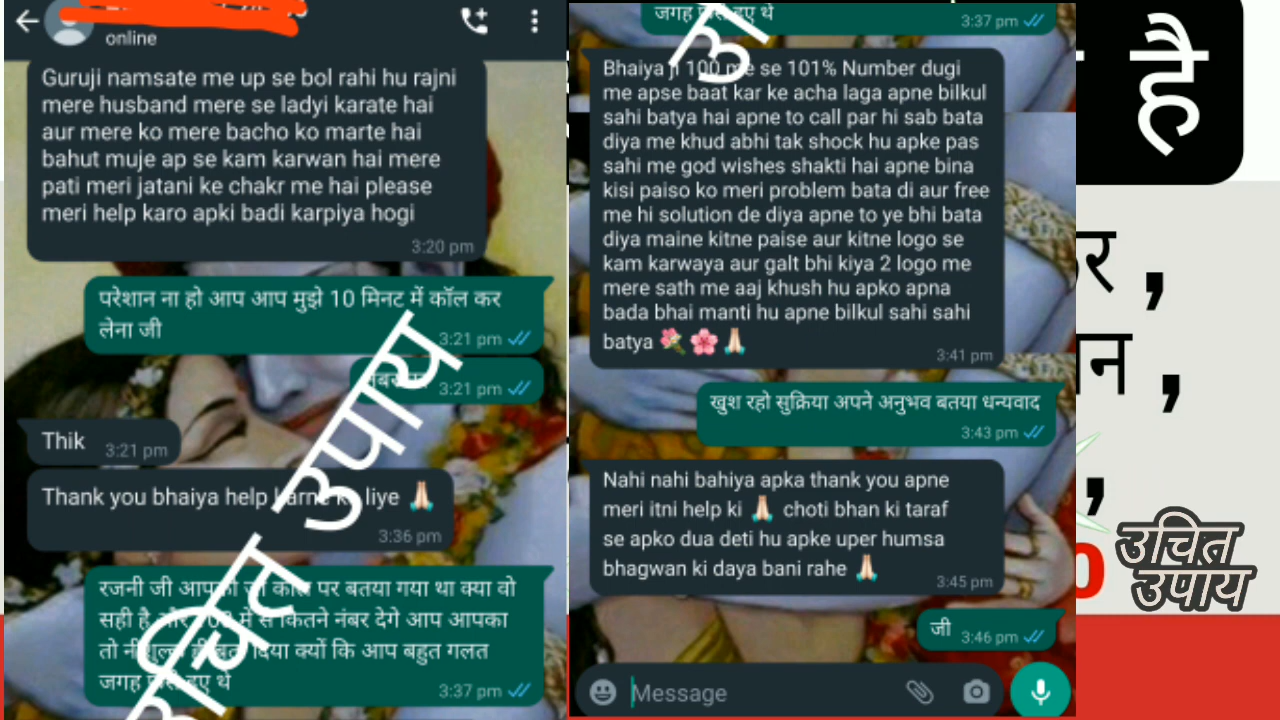 online
Guruji namsate me up se bol rahi hu rajni
mere husband mere se ladyi karate hai
aur mere ko mere bacho ko marte hai
bahut muje ap se kam karwan hai mere
pati meri jatani ke chakr me hai please
meri help karo apki badi karpiya hogi
3:20 pm
परेशान ना हो आप आप मुझे 10 मिनट में कॉल कर
लेना जी
3:21 pm
3:21 pm
Thik
3:21 pm
Thank you bhaiya help karne ke liye 🙏🏻
3:36 pm
रजनी जी आपको जो काल पर बतया गया था क्या वो
सही है और 100 में से कितने नंबर देगे आप आपका
तो दिया क्यों कि आप बहुत गलत
जगह हुए थे
3:37 pm
उचित उपाय
जगह हुए थे
3:37 pm
Bhaiya ji 100 me se 101% Number dugi
me apse baat kar ke acha laga apne bilkul
sahi batya hai apne to call par hi sab bata
diya me khud abhi tak shock hu apke pas
sahi me god wishes shakti hai apne bina
kisi paiso ko meri problem bata di aur free
me hi solution de diya apne to ye bhi bata
diya maine kitne paise aur kitne logo se
kam karwaya aur galt bhi kiya 2 logo me
mere sath me aaj khush hu apko apna
bada bhai manti hu apne bilkul sahi sahi
batya 💐🌸🙏🏻
3:41 pm
खुश रहो सुक्रिया अपने अनुभव बतया धन्यवाद
3:43 pm
Nahi nahi bahiya apka thank you apne
meri itni help ki 🙏🏻 choti bhan ki taraf
se apko dua deti hu apke uper humsa
bhagwan ki daya bani rahe 🙏🏻
3:45 pm
जी
3:46 pm
Message
है
उचित
उपाय